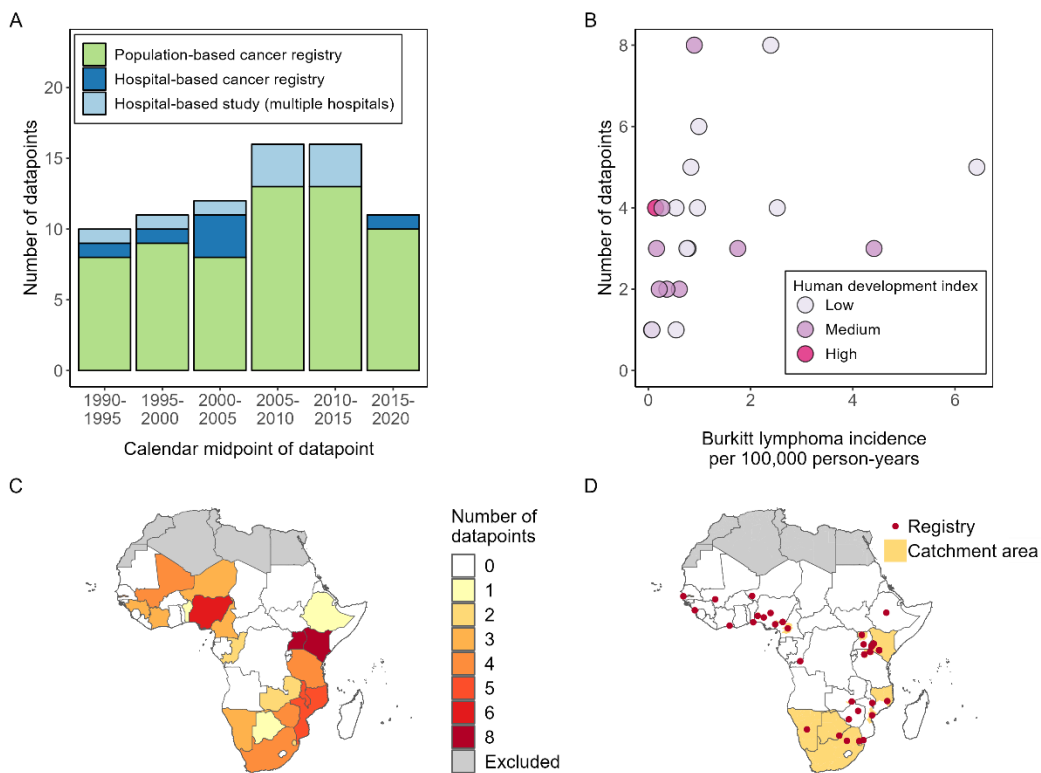 A
Population-based cancer registry
Hospital-based cancer registry
Hospital-based study (multiple hospitals)
Number of datapoints
20
15
10
5
0
1990-
1995
1995-
2000
2000-
2005
2005-
2010
2010-
2015
2015-
2020
Calendar midpoint of datapoint
B
Number of datapoints
8
6
4
2
0
Human development index
Low
Medium
High
0
2
4
6
Burkitt lymphoma incidence
per 100,000 person-years
C
Number of
datapoints
0
1
2
3
4
5
6
8
Excluded
D
Registry
Catchment area